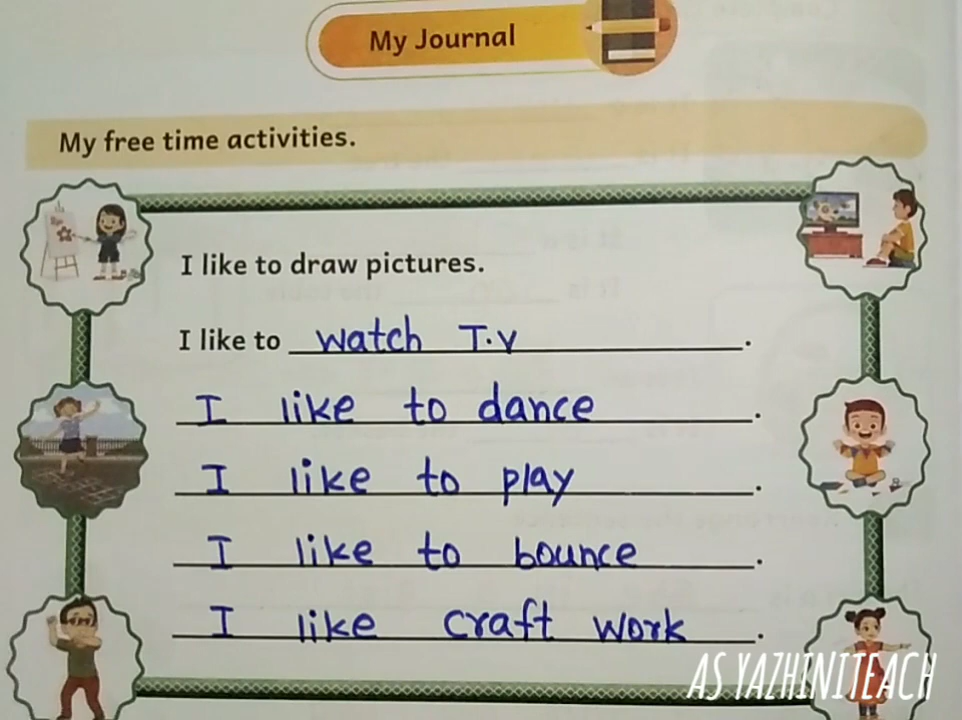 My Journal
My free time activities.
I like to draw pictures.
I like to watch T.V.
I like to dance.
I like to play.
I like to bounce.
I like craft work.
AS YAZHINITEACH